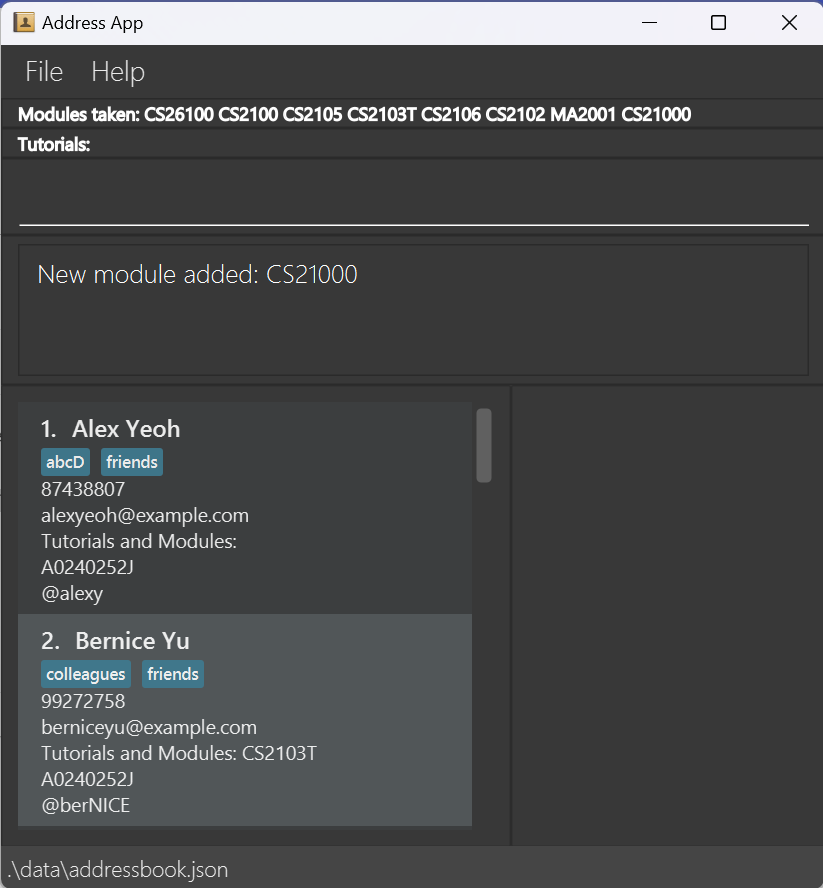 Address App
File Help
Modules taken: CS26100 CS2100 CS2105 CS2103T CS2106 CS2102 MA2001 CS21000
Tutorials:
New module added: CS21000
1. Alex Yeoh
abcD friends
87438807
alexyeoh@example.com
Tutorials and Modules:
A0240252J
@alexy
2. Bernice Yu
colleagues friends
99272758
berniceyu@example.com
Tutorials and Modules: CS2103T
A0240252J
@berNICE
.\data\addressbook.json